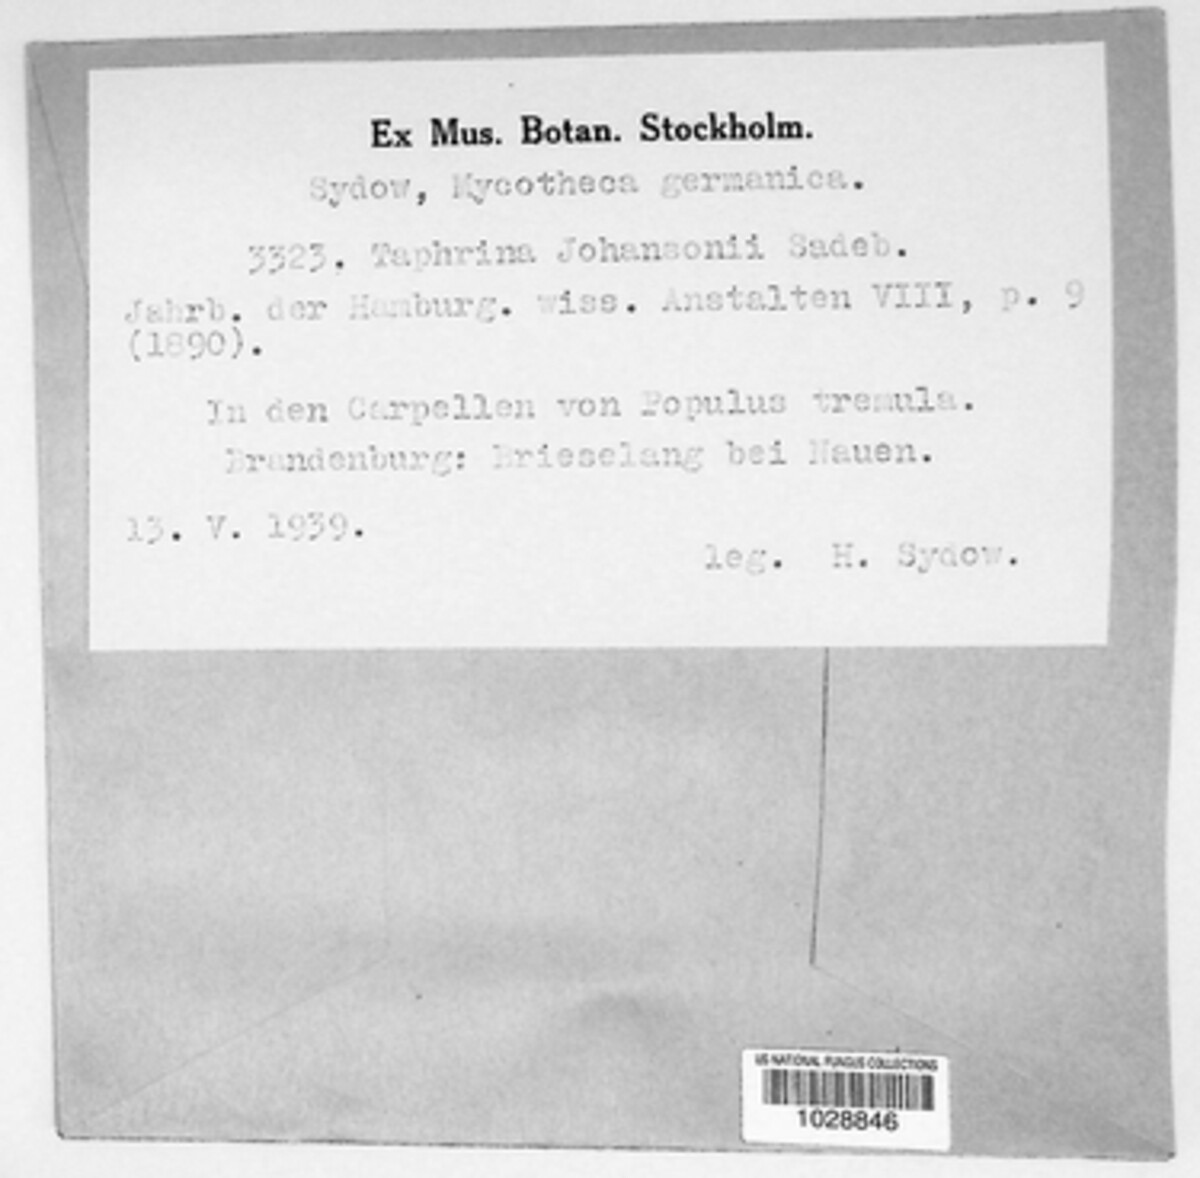 Ex Mus. Botan. Stockholm.
Sydow, Mycotheca germanica.
3323. Taphrina Johansonii Sadeb.
Jahrb. der Hamburg. wiss. Anstalten VIII, p. 9
(1890).
In den Carpellen von Populus tremula.
Brandenburg: Brieselang bei Nauen.
13. V. 1939.
leg. H. Sydow.
US NATIONAL FUNGUS COLLECTIONS
1028846